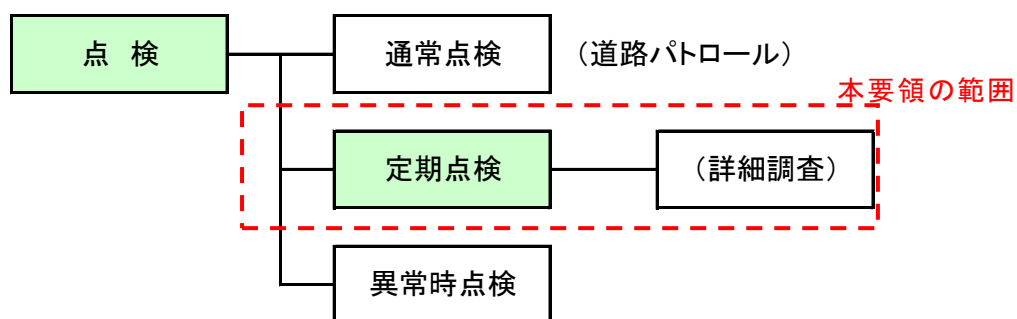 点 検
通常点検
（道路パトロール）
本要領の範囲
定期点検
（詳細調査）
異常時点検